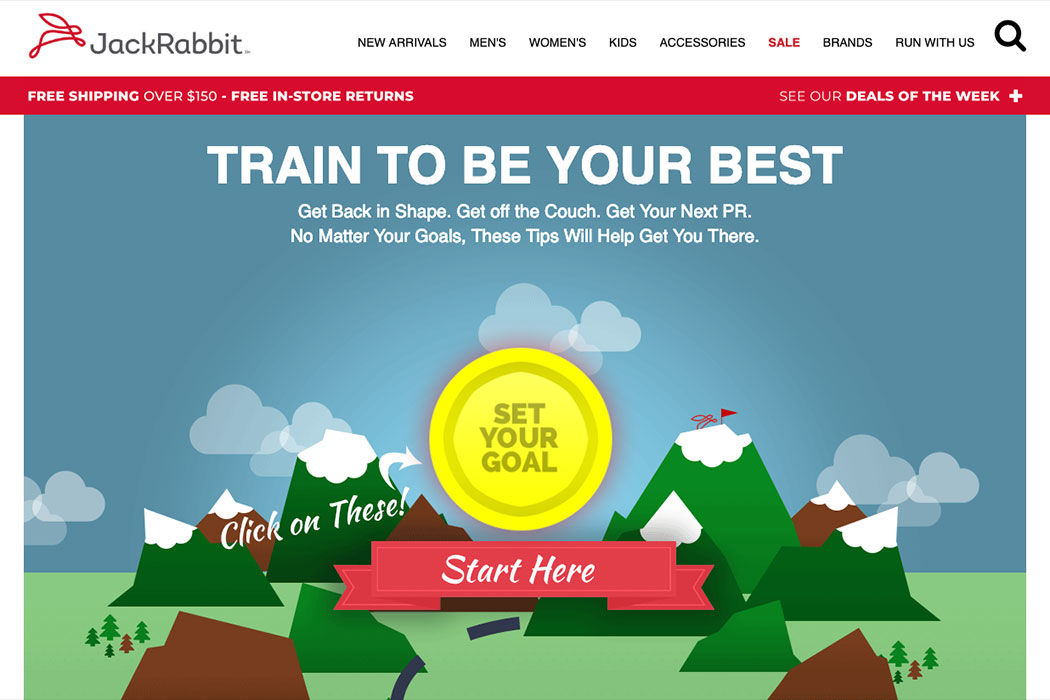 JackRabbit
NEW ARRIVALS MEN'S WOMEN'S KIDS ACCESSORIES SALE BRANDS RUN WITH US
FREE SHIPPING OVER $150 - FREE IN-STORE RETURNS
SEE OUR DEALS OF THE WEEK +
TRAIN TO BE YOUR BEST
Get Back in Shape. Get off the Couch. Get Your Next PR.
No Matter Your Goals, These Tips Will Help Get You There.
SET
YOUR
GOAL
Click on These!
Start Here